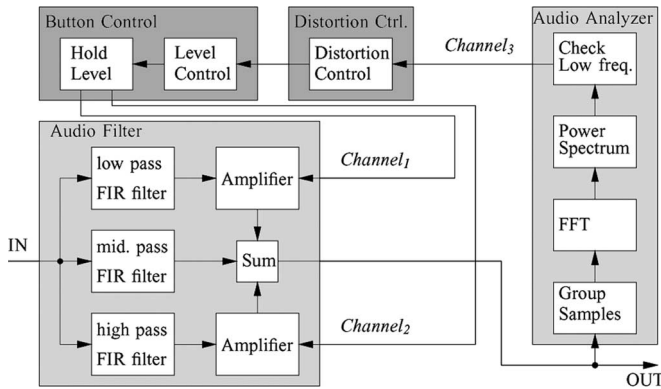 Button Control
Hold
Level
Level
Control
Distortion Ctrl.
Distortion
Control
Channel3
Audio Analyzer
Check
Low freq.
Power
Spectrum
FFT
Group
Samples
Audio Filter
low pass
FIR filter
Amplifier
Channel1
IN
mid. pass
FIR filter
Sum
high pass
FIR filter
Amplifier
Channel2
OUT